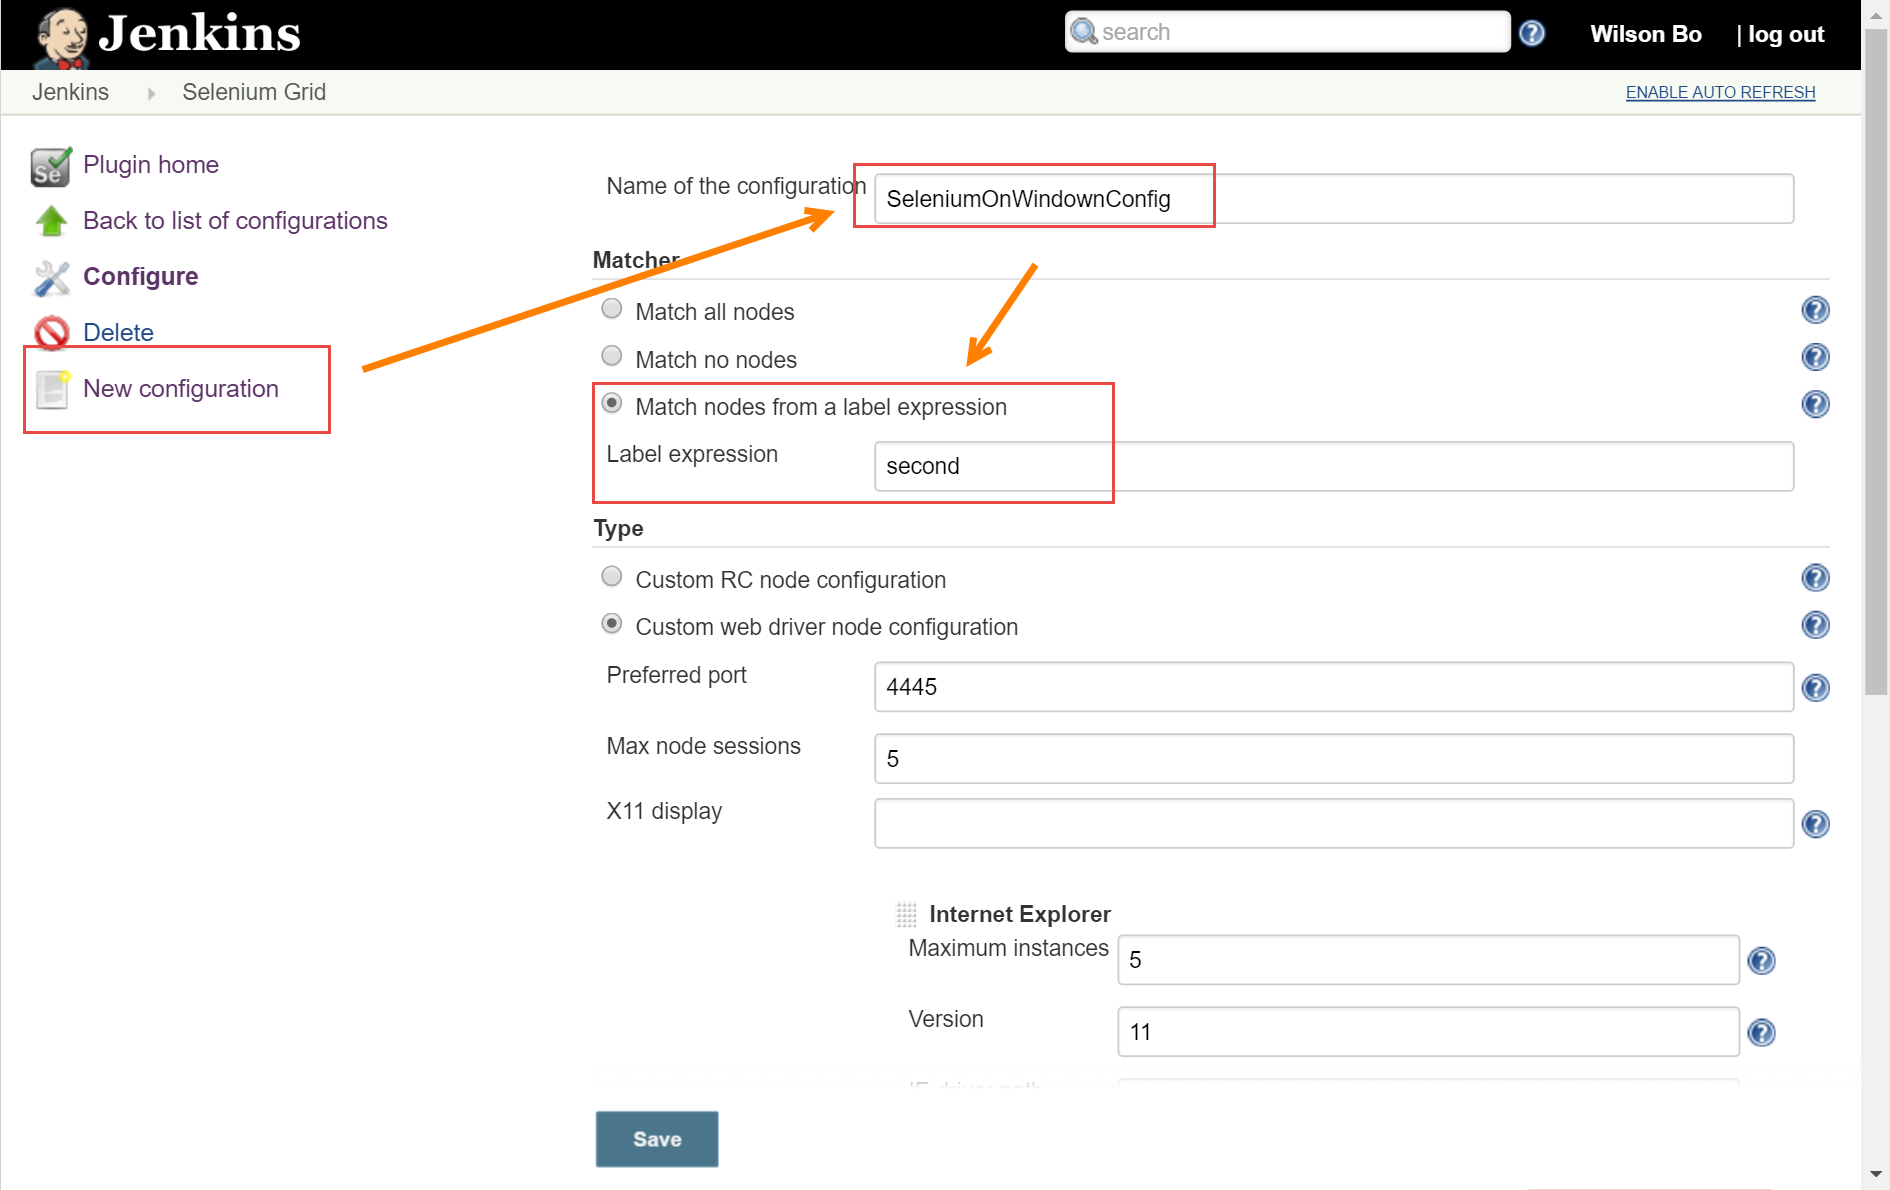 Jenkins
search
Wilson Bo | log out
Jenkins Selenium Grid ENABLE AUTO REFRESH
Se Plugin home
Back to list of configurations
Configure
Delete
New configuration
Name of the configuration SeleniumOnWindownConfig
Matcher
Match all nodes
Match no nodes
Match nodes from a label expression
Label expression second
Type
Custom RC node configuration
Custom web driver node configuration
Preferred port 4445
Max node sessions 5
X11 display
Internet Explorer
Maximum instances 5
Version 11
IE driver path
Save